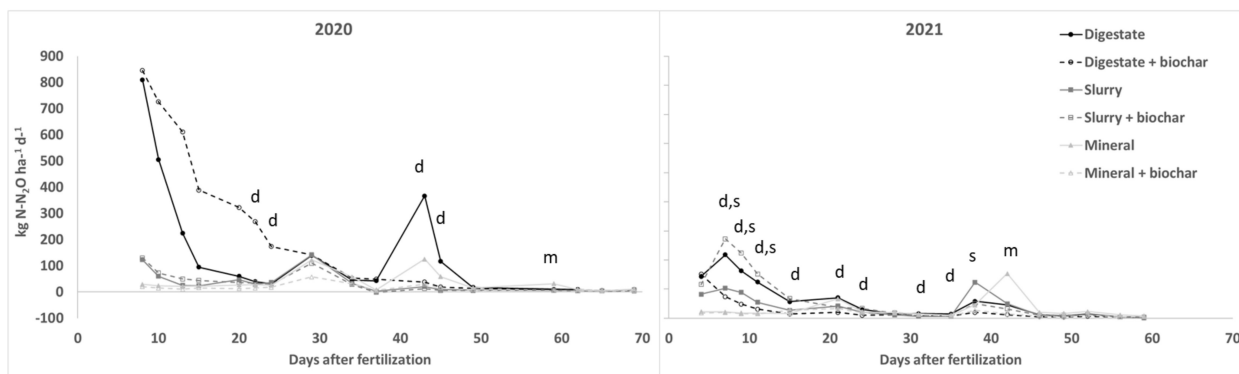 2020
2021
900
800
700
600
500
400
300
200
100
0
-100
kg N-N₂O ha⁻¹ d⁻¹
0 10 20 30 40 50 60 70
Days after fertilization
d
d
d
d
m
0 10 20 30 40 50 60 70
Days after fertilization
d,s
d,s
d,s
d
d
d
d
d
s
m
Digestate
Digestate + biochar
Slurry
Slurry + biochar
Mineral
Mineral + biochar